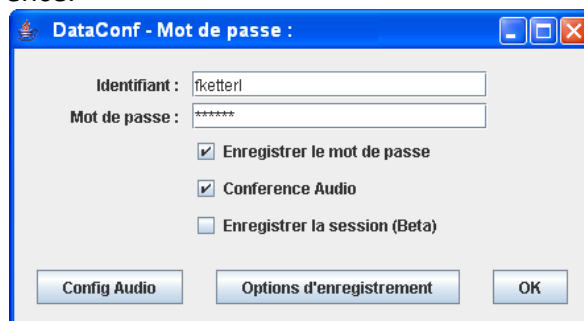 DataConf - Mot de passe :
Identifiant : fketterl
Mot de passe : ******
Enregistrer le mot de passe
Conference Audio
Enregistrer la session (Beta)
Config Audio Options d'enregistrement OK